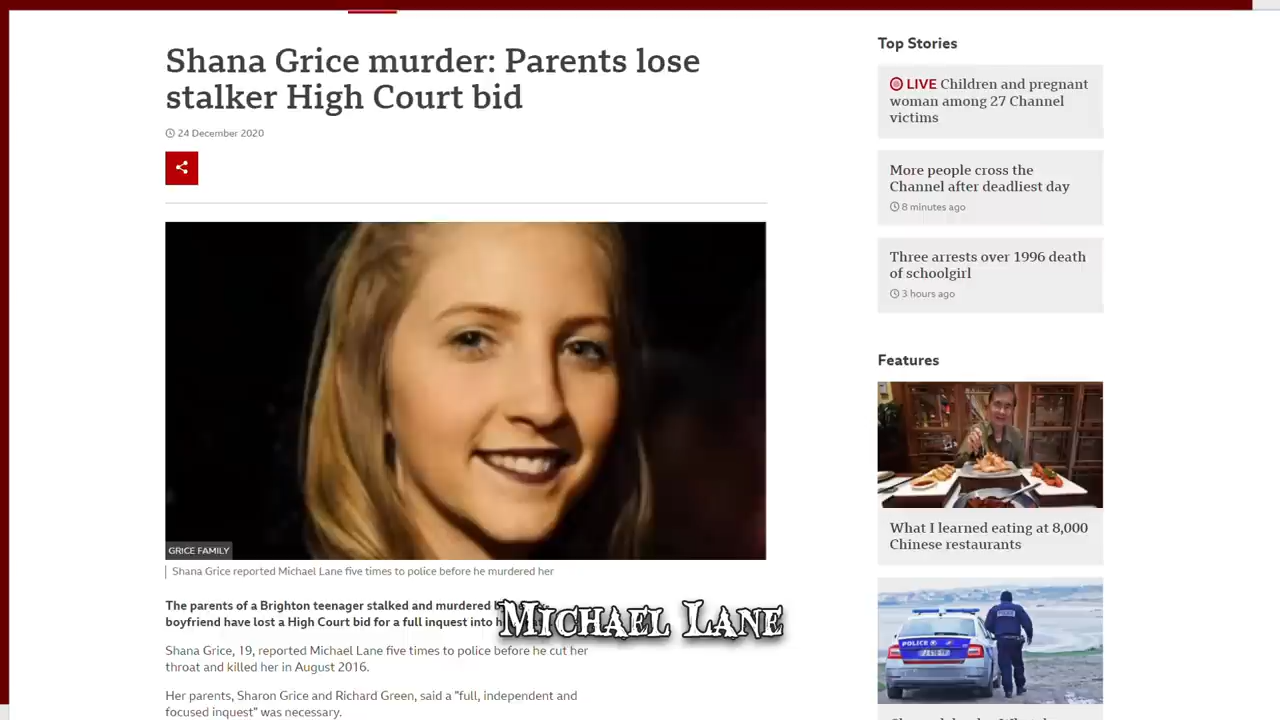 Shana Grice murder: Parents lose
stalker High Court bid
24 December 2020
GRICE FAMILY
Shana Grice reported Michael Lane five times to police before he murdered her
The parents of a Brighton teenager stalked and murdered
boyfriend have lost a High Court bid for a full inquest into
MICHAEL LANE
Shana Grice, 19, reported Michael Lane five times to police before he cut her
throat and killed her in August 2016.
Her parents, Sharon Grice and Richard Green, said a "full, independent and
focused inquest" was necessary.
Top Stories
LIVE Children and pregnant
woman among 27 Channel
victims
More people cross the
Channel after deadliest day
8 minutes ago
Three arrests over 1996 death
of schoolgirl
3 hours ago
Features
What I learned eating at 8,000
Chinese restaurants
POLICE